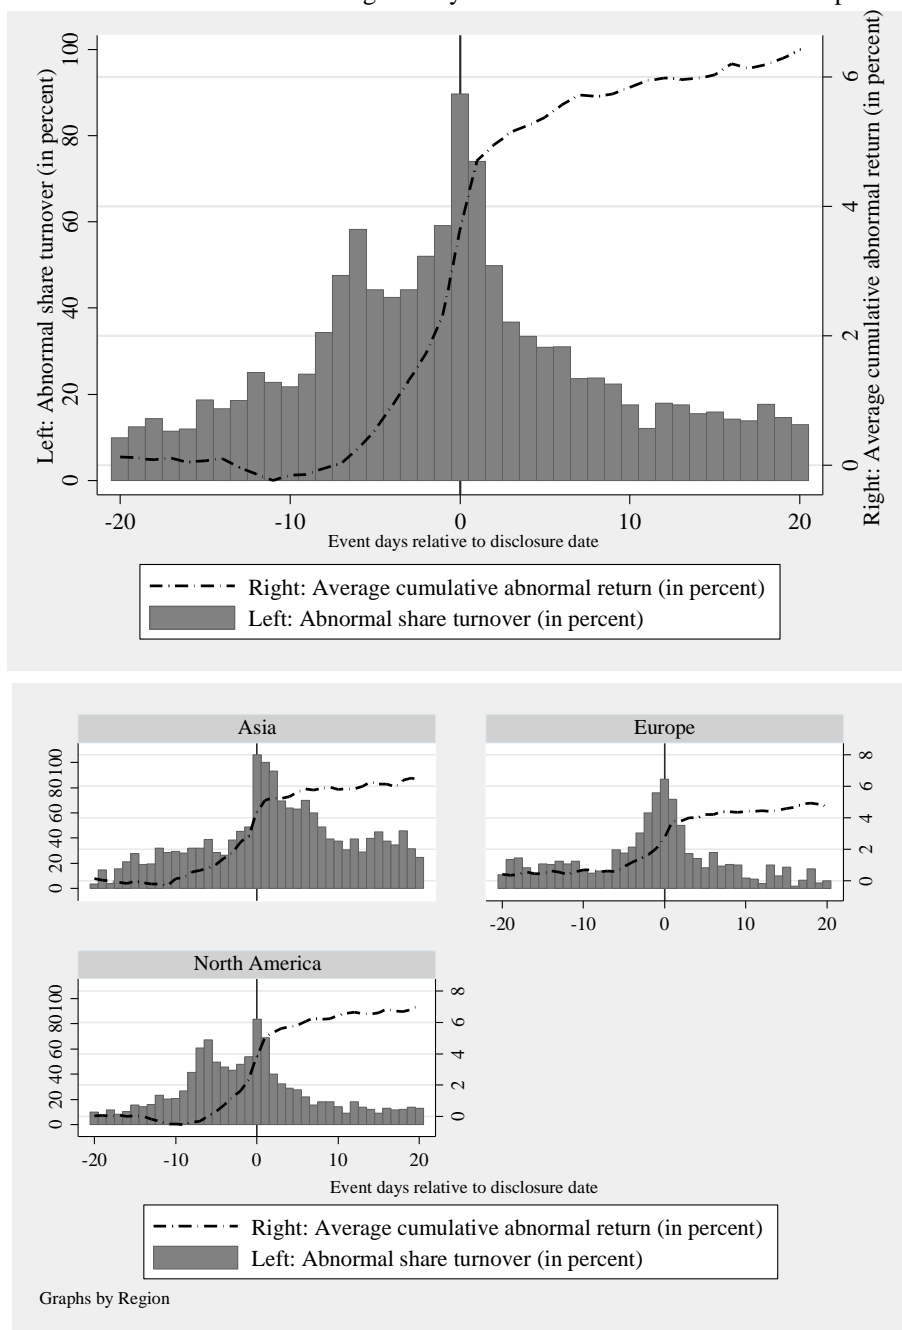 100
80
60
40
20
0
Left: Abnormal share turnover (in percent)
6
4
2
0
Right: Average cumulative abnormal return (in percent)
-20 -10 0 10 20
Event days relative to disclosure date
Right: Average cumulative abnormal return (in percent)
Left: Abnormal share turnover (in percent)
Asia
0 20 40 60 80 100
Europe
8
6
4
2
0
-20 -10 0 10 20
North America
0 20 40 60 80 100
8
6
4
2
0
-20 -10 0 10 20
Event days relative to disclosure date
Right: Average cumulative abnormal return (in percent)
Left: Abnormal share turnover (in percent)
Graphs by Region